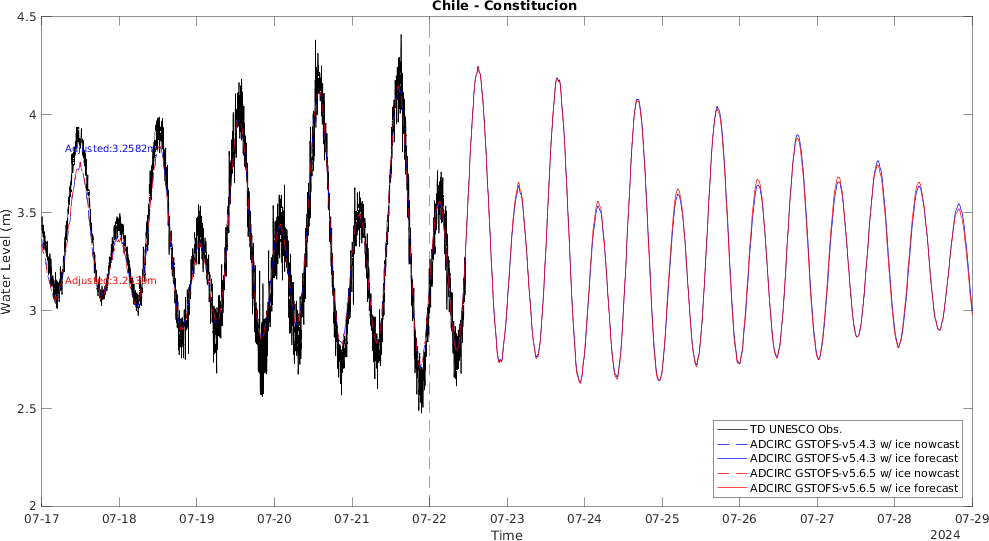 Chile - Constitucion
4.5
4
3.5
3
2.5
2
Water Level (m)
Adjusted:3.2582m
07-17
07-18
07-19
07-20
07-21
07-22
07-23
07-24
07-25
07-26
07-27
07-28
07-29
Time
2024
TD UNESCO Obs.
ADCIRC GSTOFS-v5.4.3 w/ ice nowcast
ADCIRC GSTOFS-v5.4.3 w/ ice forecast
ADCIRC GSTOFS-v5.6.5 w/ ice nowcast
ADCIRC GSTOFS-v5.6.5 w/ ice forecast